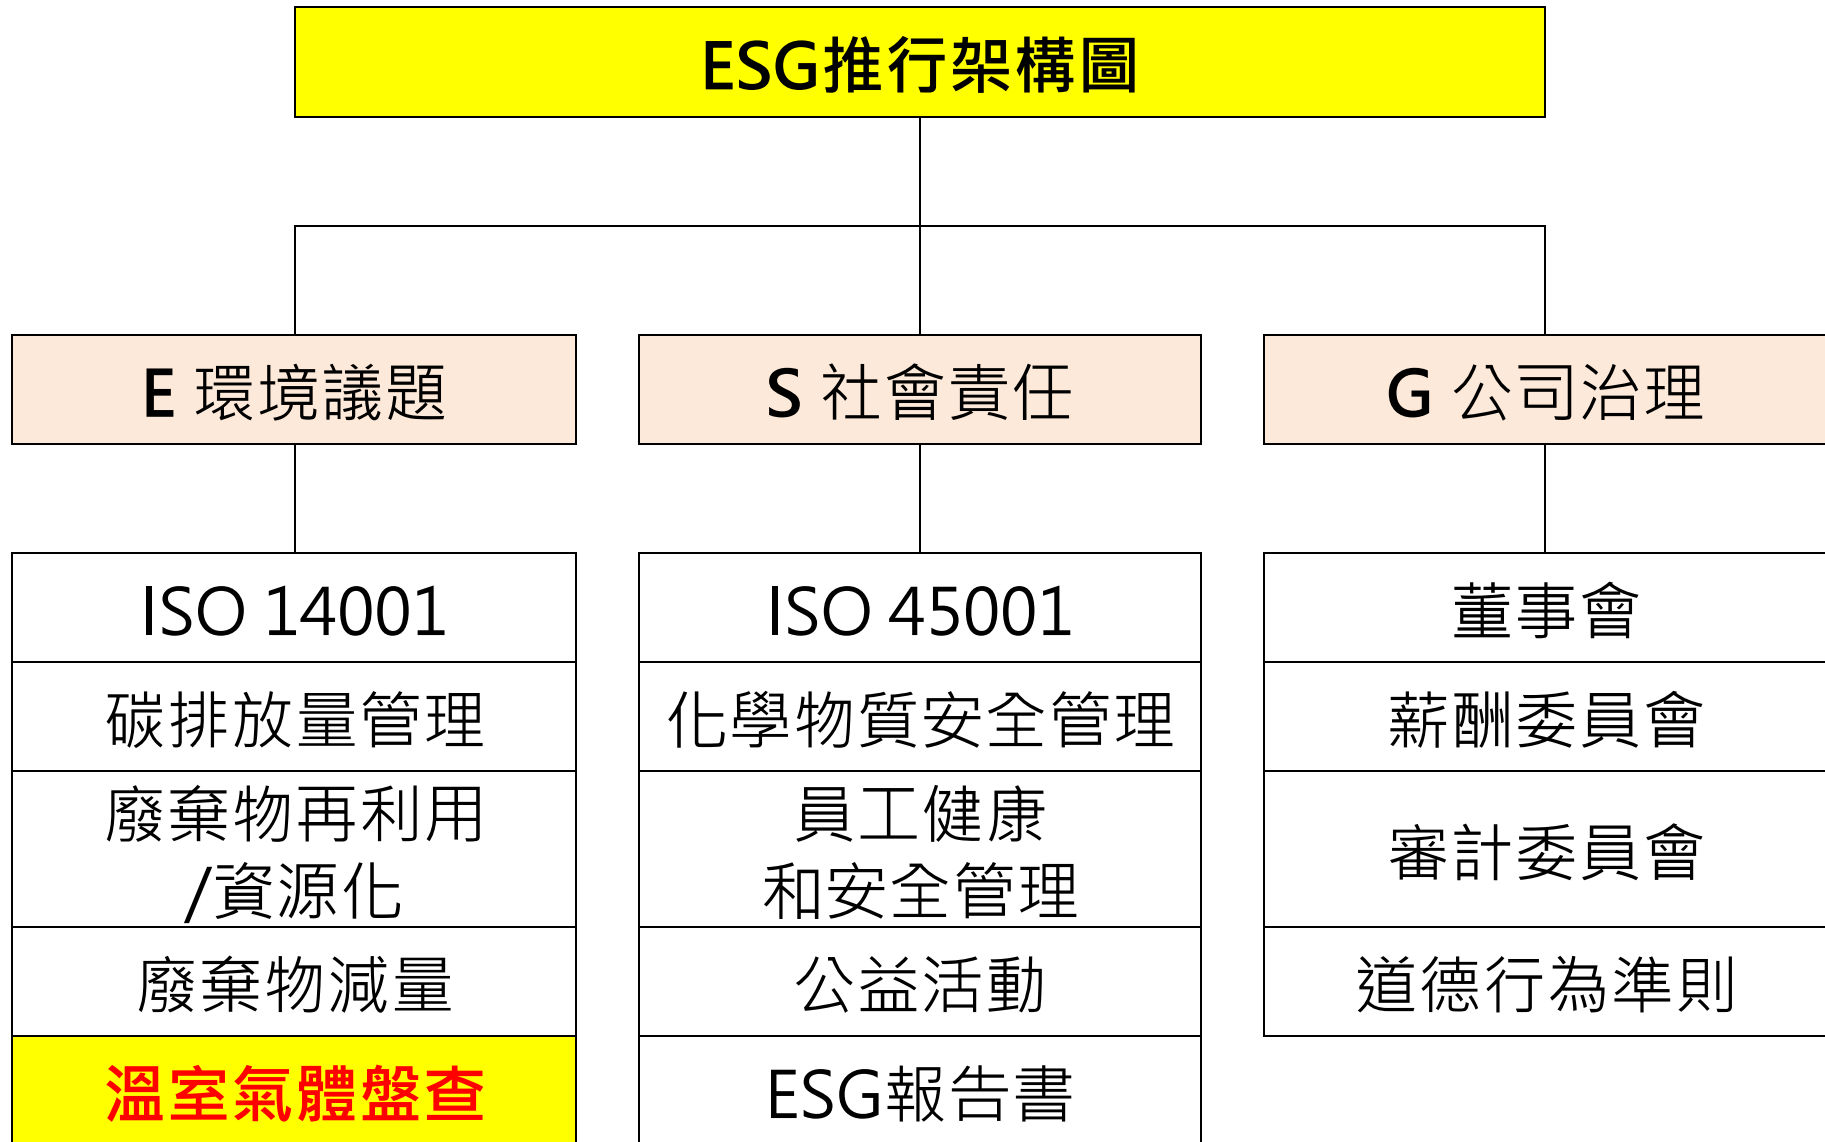 ESG推行架構圖
E 環境議題
S 社會責任
G 公司治理
ISO 14001
碳排放量管理
廢棄物再利用
/資源化
廢棄物減量
溫室氣體盤查
ISO 45001
化學物質安全管理
員工健康
和安全管理
公益活動
ESG報告書
董事會
薪酬委員會
審計委員會
道德行為準則